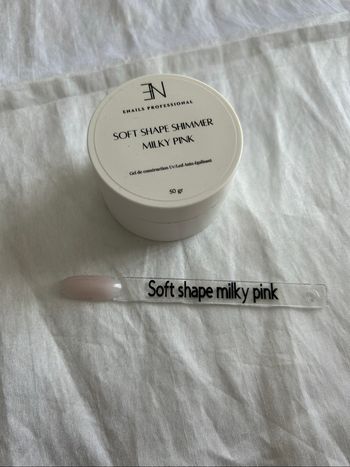 EN
ENAILS PROFESSIONAL
SOFT SHAPE SHIMMER
MILKY PINK
Gel de construction Uv/Led Auto-égalisant
50 gr
Soft shape milky pink